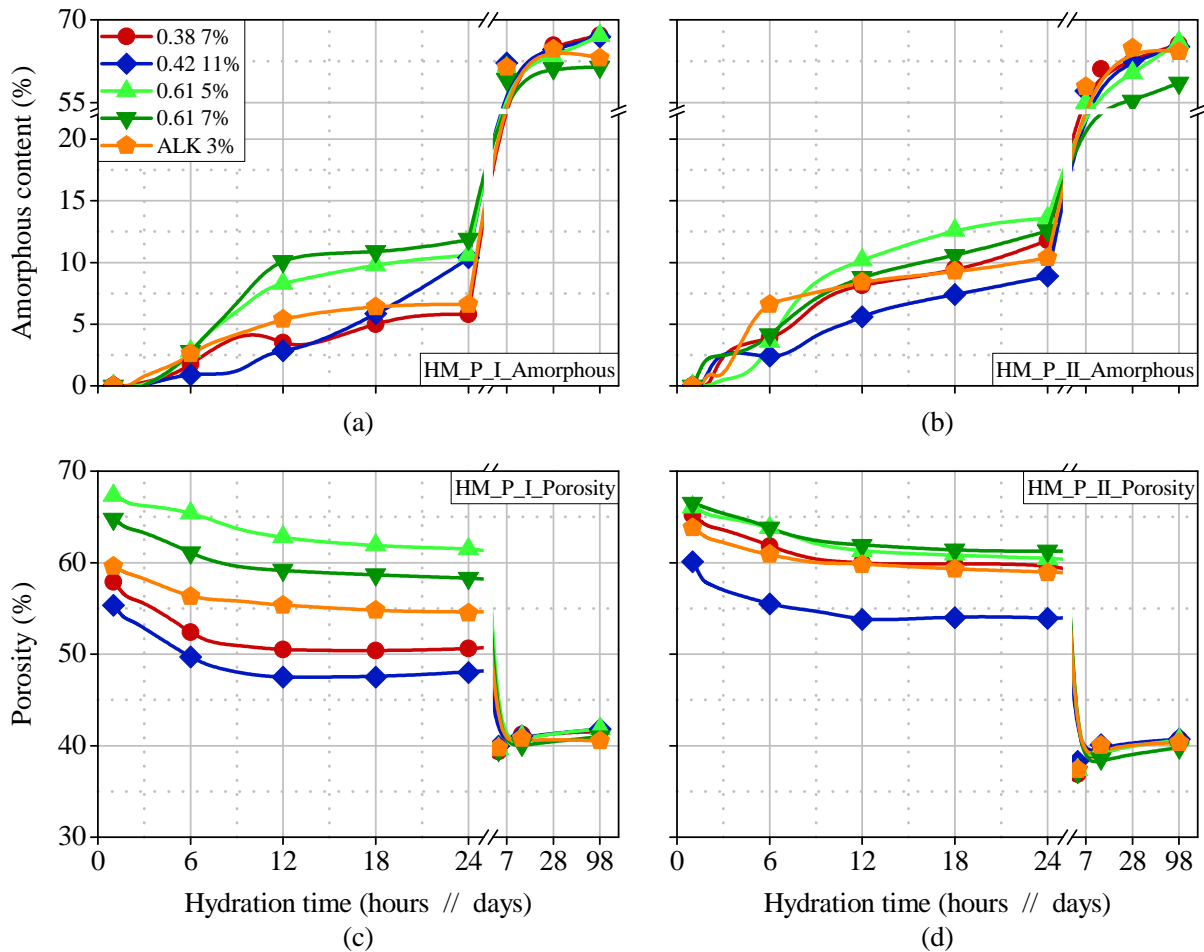 70
55
20
15
10
5
0
Amorphous content (%)
0.38 7%
0.42 11%
0.61 5%
0.61 7%
ALK 3%
HM_P_I_Amorphous
(a)
HM_P_II_Amorphous
(b)
70
60
50
40
30
Porosity (%)
HM_P_I_Porosity
0 6 12 18 24 7 28 98
Hydration time (hours // days)
(c)
HM_P_II_Porosity
0 6 12 18 24 7 28 98
Hydration time (hours // days)
(d)